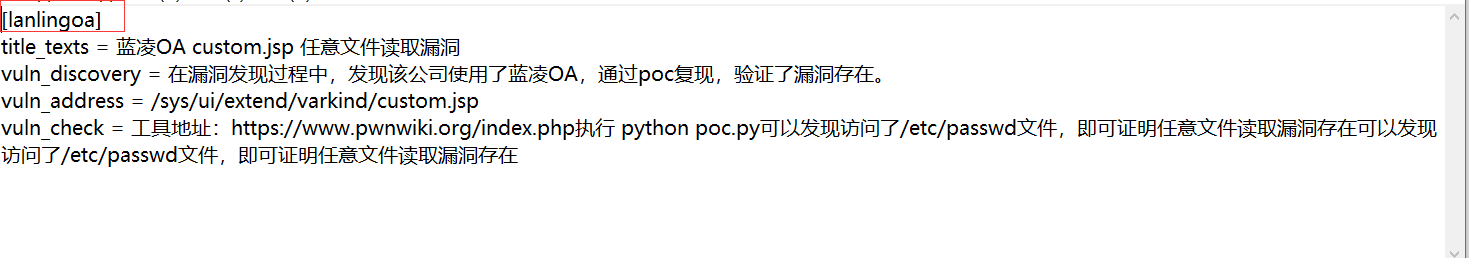 [lanlingoa]
title_texts = 蓝凌OA custom.jsp 任意文件读取漏洞
vuln_discovery = 在漏洞发现过程中，发现该公司使用了蓝凌OA，通过poc复现，验证了漏洞存在。
vuln_address = /sys/ui/extend/varkind/custom.jsp
vuln_check = 工具地址：https://www.pwnwiki.org/index.php执行 python poc.py可以发现访问了/etc/passwd文件，即可证明任意文件读取漏洞存在可以发现
访问了/etc/passwd文件，即可证明任意文件读取漏洞存在